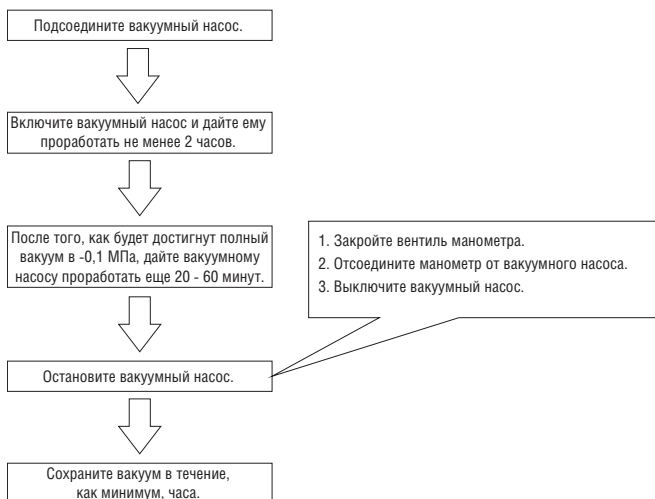 Подсоедините вакуумный насос.
Включите вакуумный насос и дайте ему
проработать не менее 2 часов.
После того, как будет достигнут полный
вакуум в -0,1 МПа, дайте вакуумному
насосу проработать еще 20 - 60 минут.
1. Закройте вентиль манометра.
2. Отсоедините манометр от вакуумного насоса.
3. Выключите вакуумный насос.
Остановите вакуумный насос.
Сохраните вакуум в течение,
как минимум, часа.